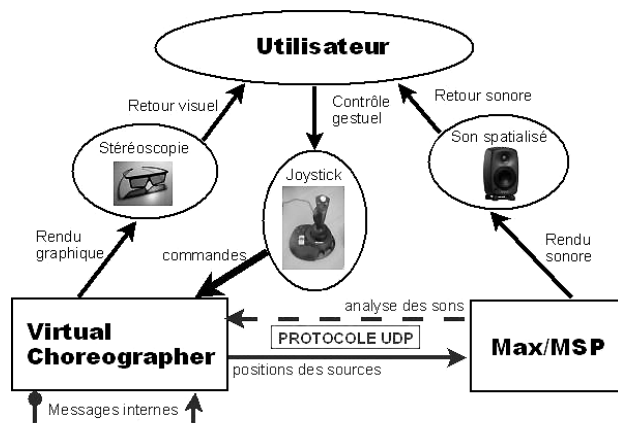 Utilisateur
Retour visuel
Contrôle
gestuel
Retour sonore
Stéréoscopie
Joystick
Son spatialisé
Rendu
graphique
commandes
Rendu
sonore
analyse des sons
Virtual
Choreographer
PROTOCOLE UDP
Max/MSP
positions des sources
Messages internes